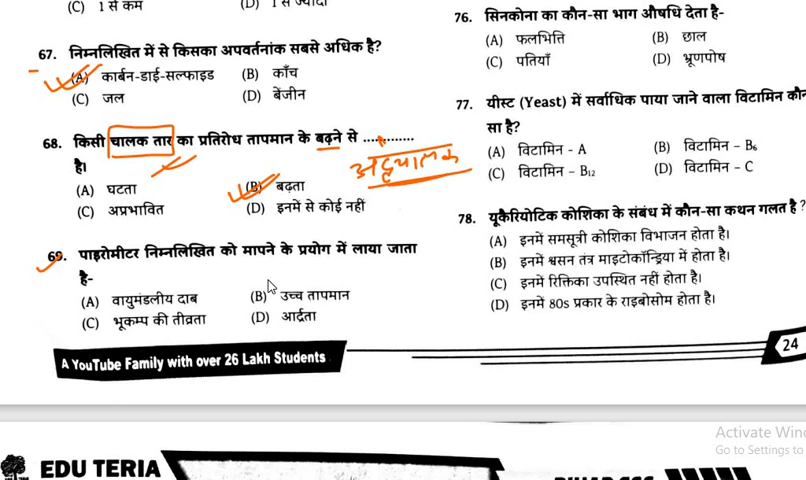 (C) 1 से कम
67. निम्नलिखित में से किसका अपवर्तनांक सबसे अधिक है?
(A) कार्बन-डाई-सल्फाइड (B) काँच
(C) जल (D) बेंजीन
68. किसी चालक तार का प्रतिरोध तापमान के बढ़ने से ............
है।
(A) घटता (B) बढ़ता
(C) अप्रभावित (D) इनमें से कोई नहीं
69. पाइरोमीटर निम्नलिखित को मापने के प्रयोग में लाया जाता
है-
(A) वायुमंडलीय दाब (B) उच्च तापमान
(C) भूकम्प की तीव्रता (D) आर्द्रता
A YouTube Family with over 26 Lakh Students
76. सिनकोना का कौन-सा भाग औषधि देता है-
(A) फलभिति (B) छाल
(C) पतियाँ (D) भ्रूणपोष
77. यीस्ट (Yeast) में सर्वाधिक पाया जाने वाला विटामिन कौन
सा है?
(A) विटामिन - A (B) विटामिन - B₆
(C) विटामिन - B₁₂ (D) विटामिन - C
78. यूकैरियोटिक कोशिका के संबंध में कौन-सा कथन गलत है?
(A) इनमें समसूत्री कोशिका विभाजन होता है।
(B) इनमें श्वसन तंत्र माइटोकॉन्ड्रिया में होता है।
(C) इनमें रिक्तिका उपस्थित नहीं होता है।
(D) इनमें 80s प्रकार के राइबोसोम होता है।
24
Activate Win
Go to Settings to
EDU TERIA